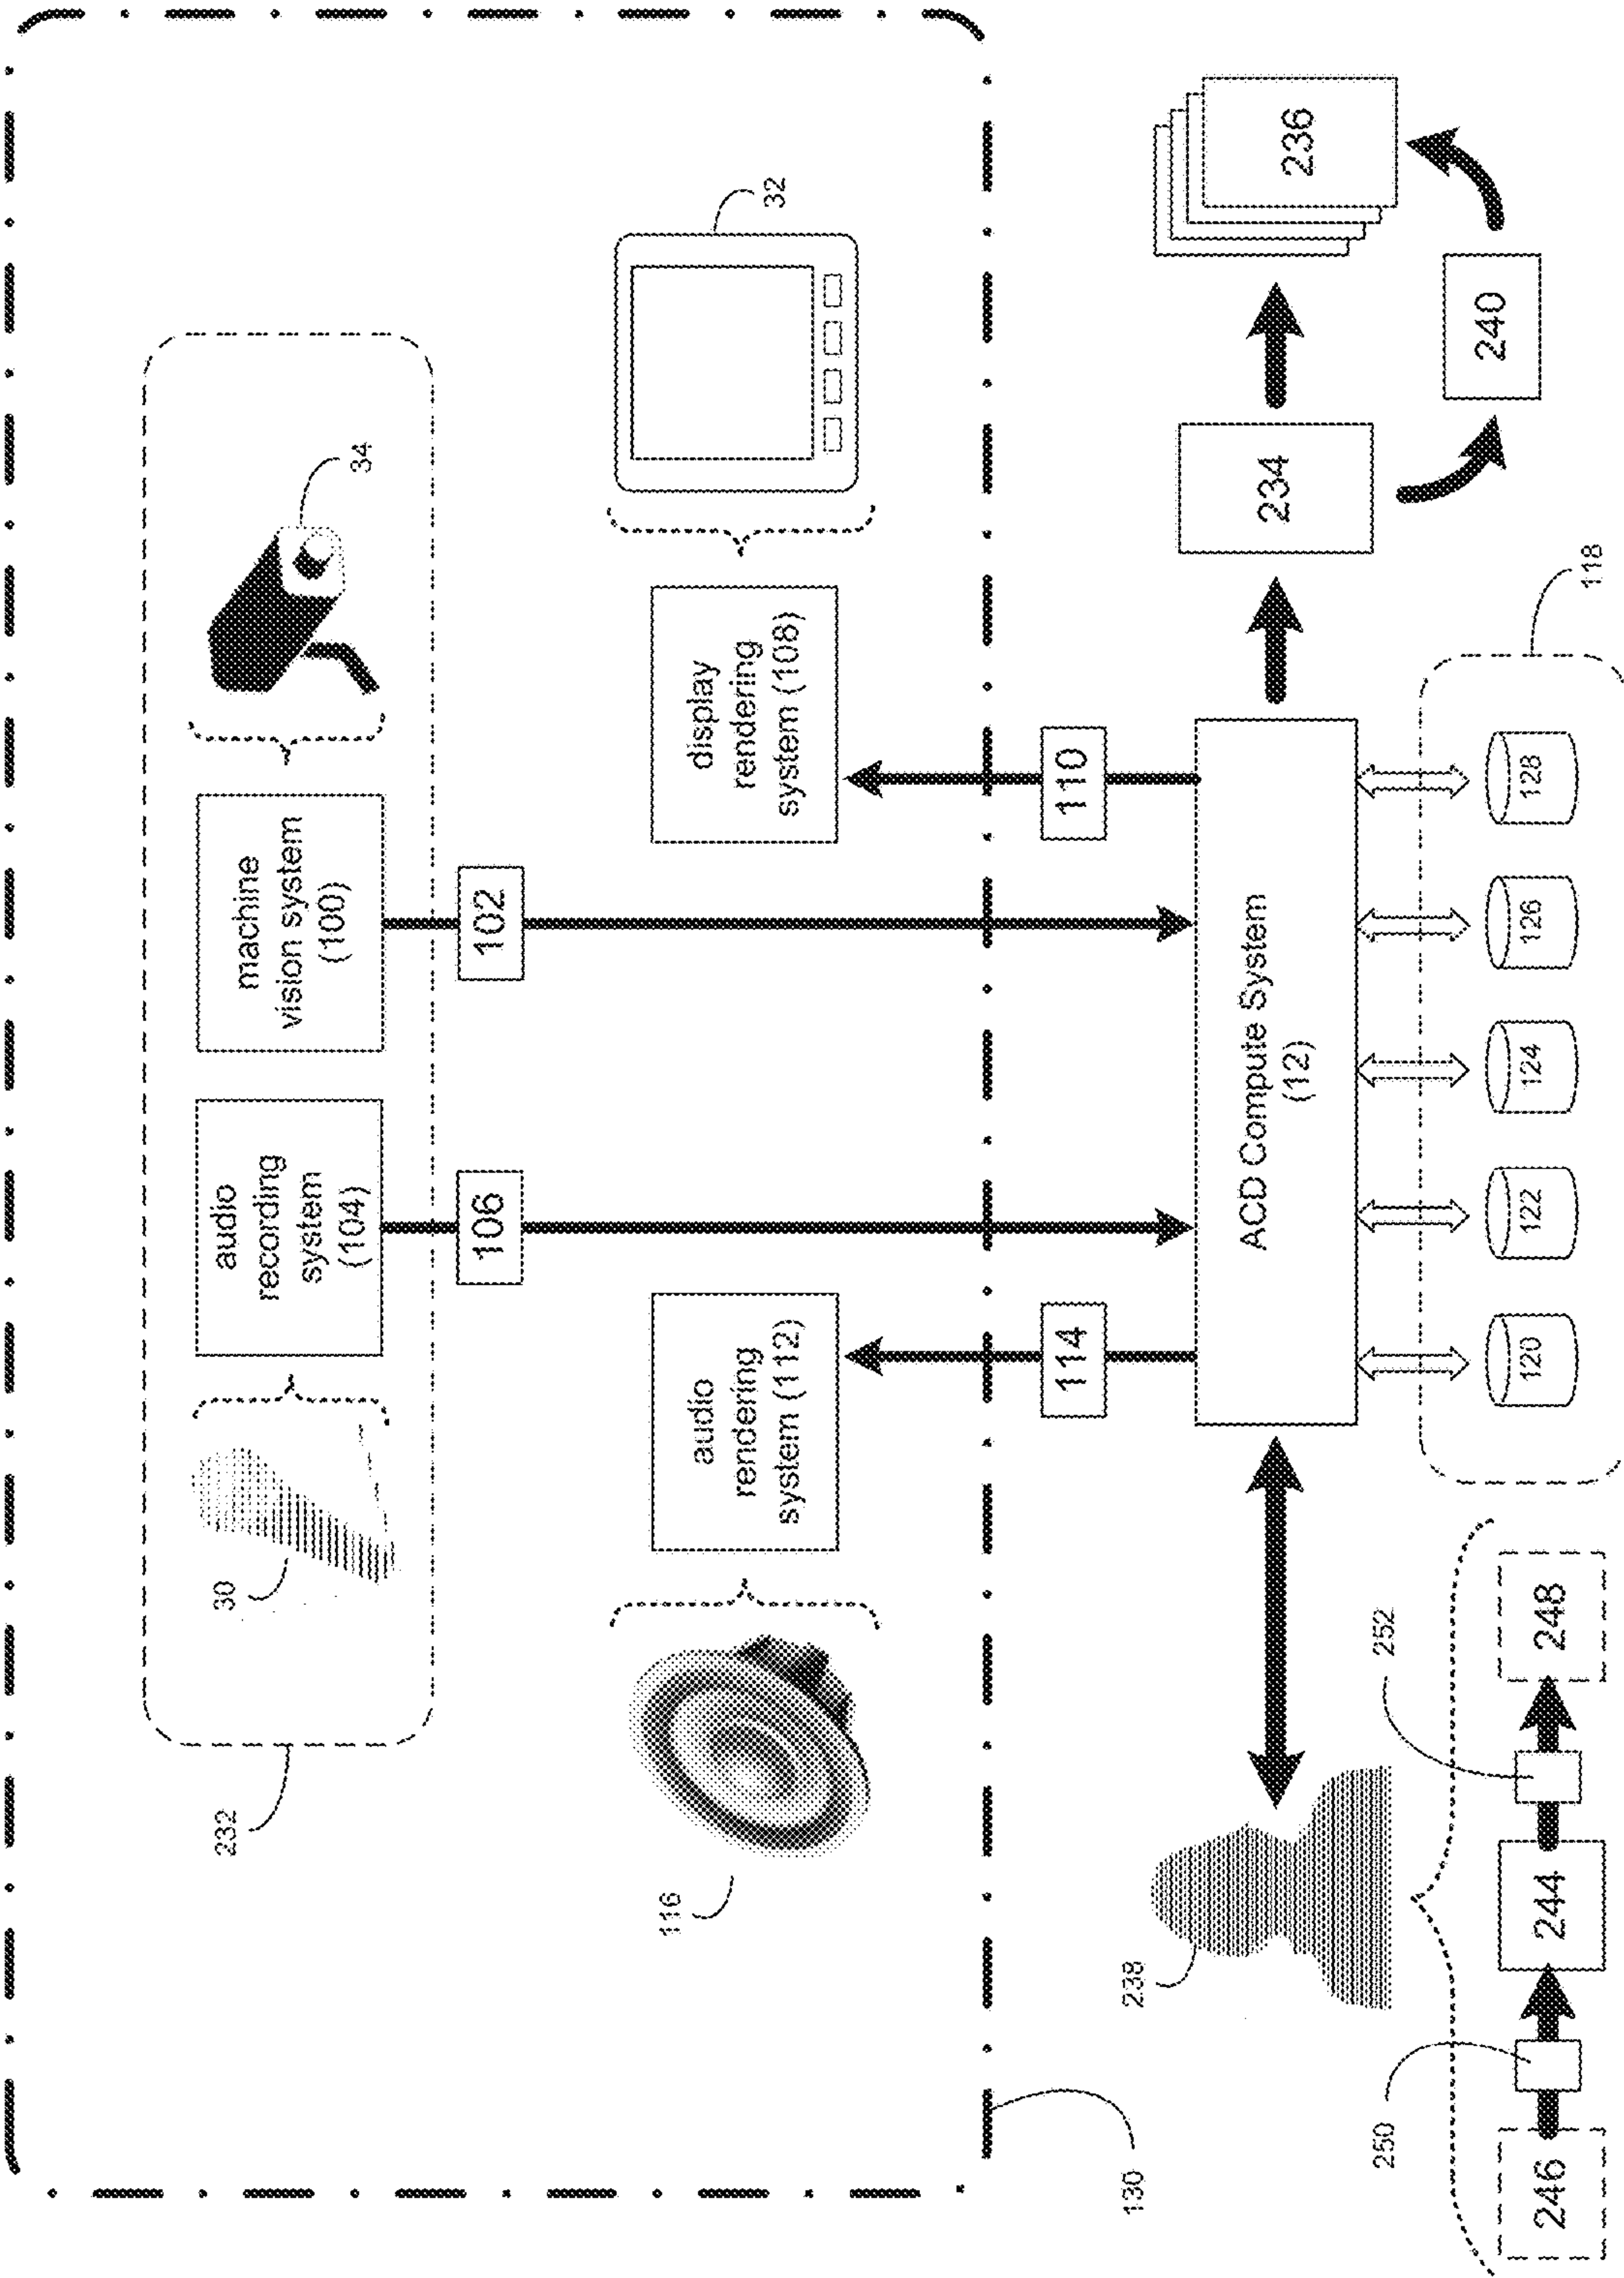 232
30
audio
recording
system
(104)
machine
vision system
(100)
34
106
102
116
audio
rendering
system (112)
display
rendering
system (108)
32
130
114
110
238
ACD Compute System
(12)
234
236
240
118
120
122
124
126
128
250
252
246
244
248